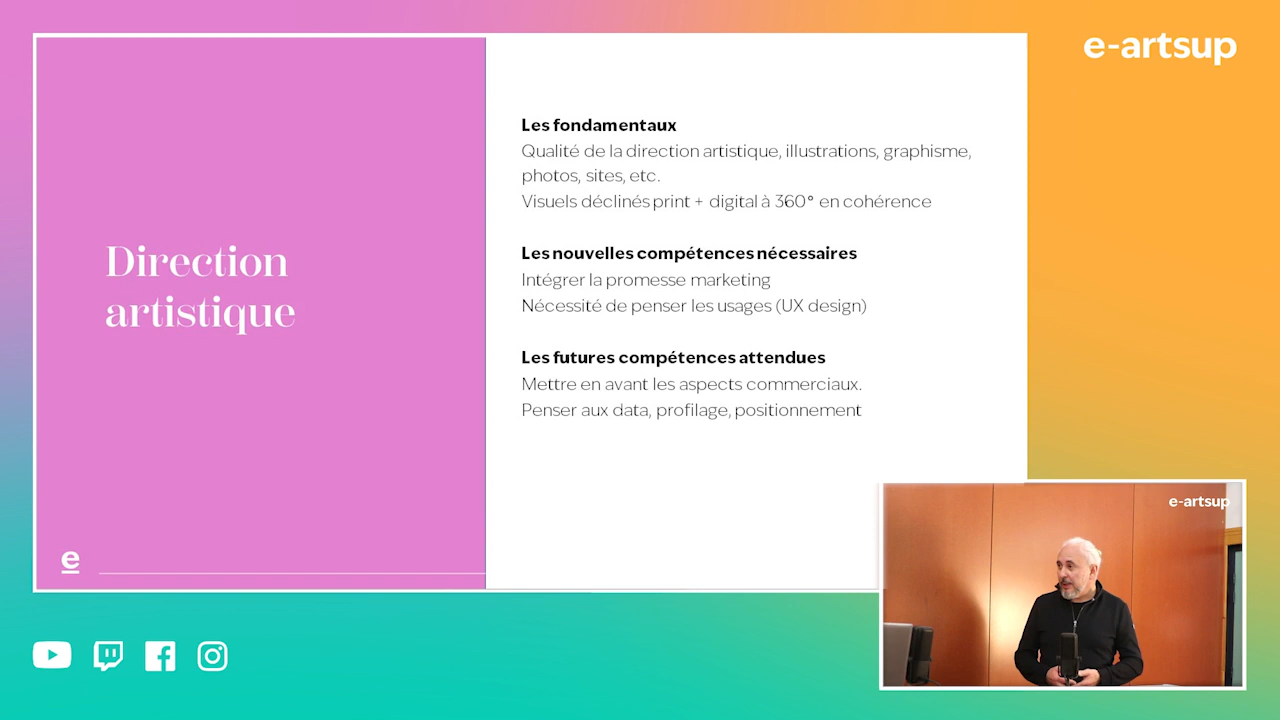 e-artsup
Direction
artistique
e
Les fondamentaux
Qualité de la direction artistique, illustrations, graphisme,
photos, sites, etc.
Visuels déclinés print + digital à 360° en cohérence
Les nouvelles compétences nécessaires
Intégrer la promesse marketing
Nécessité de penser les usages (UX design)
Les futures compétences attendues
Mettre en avant les aspects commerciaux.
Penser aux data, profilage, positionnement
e-artsup